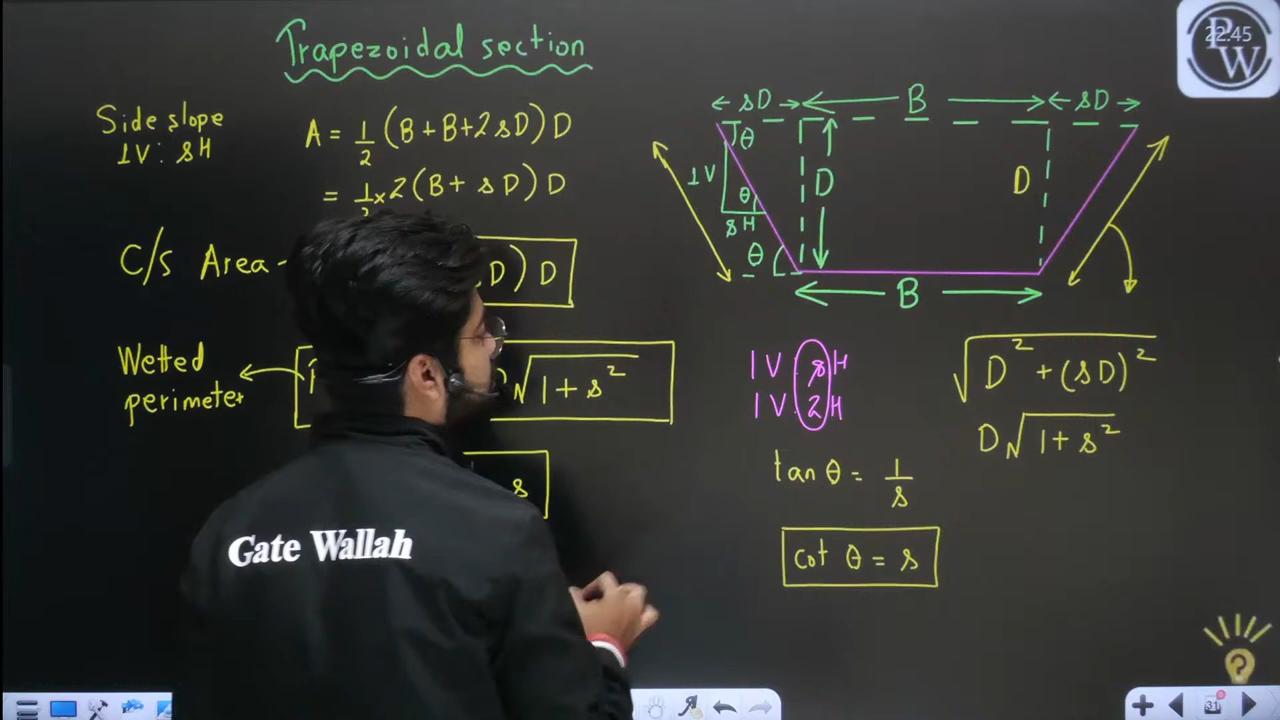 Trapezoidal section
Side slope
1V : sH
A = 1/2 (B + B + 2sD) D
= 1/2 × 2 (B + sD) D
C/S Area
D) D
Wetted
perimeter
√1 + s²
s
sD B sD
θ
1V
D
D
θ
sH
θ
B
1V : sH
1V : 2H
√D² + (sD)²
D√1 + s²
tan θ = 1/s
cot θ = s
Gate Wallah
22:45
PW
31